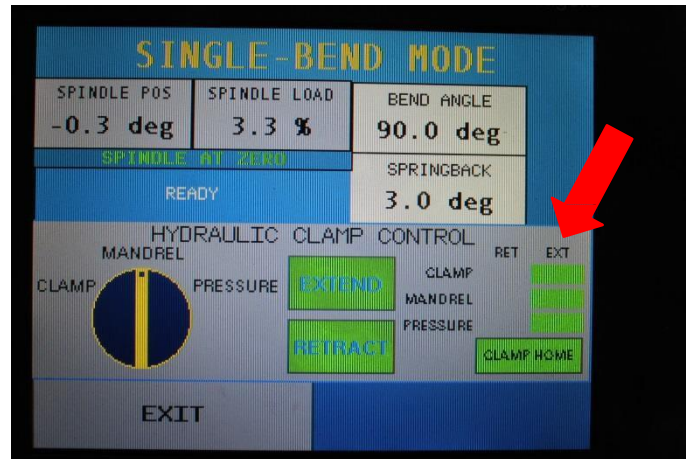 SINGLE-BEND MODE
SPINDLE POS
-0.3 deg
SPINDLE LOAD
3.3 %
BEND ANGLE
90.0 deg
SPINDLE AT ZERO
READY
SPRINGBACK
3.0 deg
HYDRAULIC CLAMP CONTROL
MANDREL
CLAMP
PRESSURE
EXTEND
RETRACT
RET EXT
CLAMP
MANDREL
PRESSURE
CLAMP HOME
EXIT